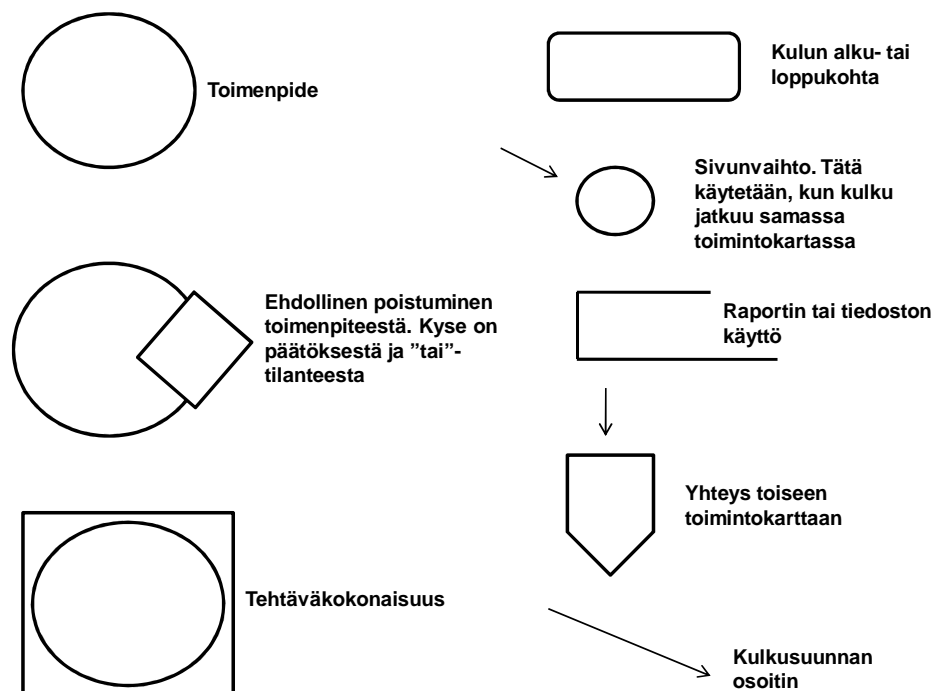 Toimenpide
Kulun alku- tai
loppukohta
Sivunvaihto. Tätä
käytetään, kun kulku
jatkuu samassa
toimintokartassa
Ehdollinen poistuminen
toimenpiteestä. Kyse on
päätöksestä ja ”tai”-
tilanteesta
Raportin tai tiedoston
käyttö
Yhteys toiseen
toimintokarttaan
Tehtäväkokonaisuus
Kulkusuunnan
osoitin